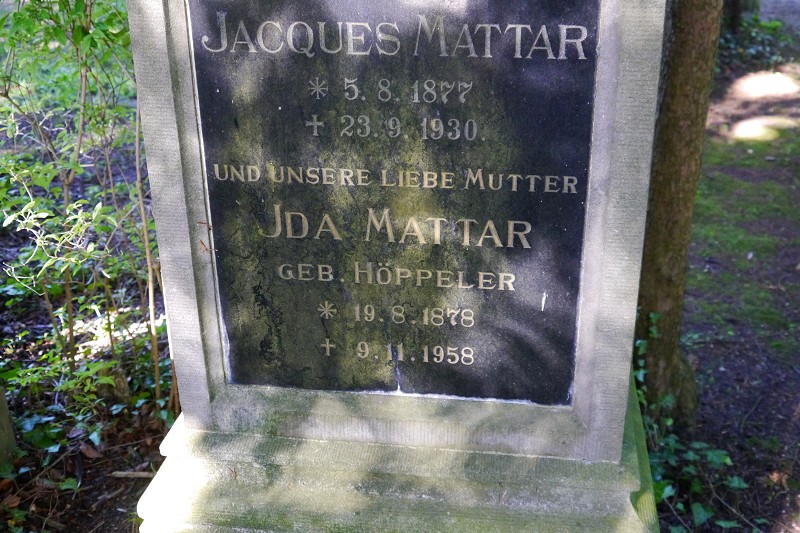 JACQUES MATTAR
* 5. 8. 1877
† 23. 9. 1930.
UND UNSERE LIEBE MUTTER
JDA MATTAR
GEB. HÖPPELER
* 19. 8. 1878
† 9. 11. 1958